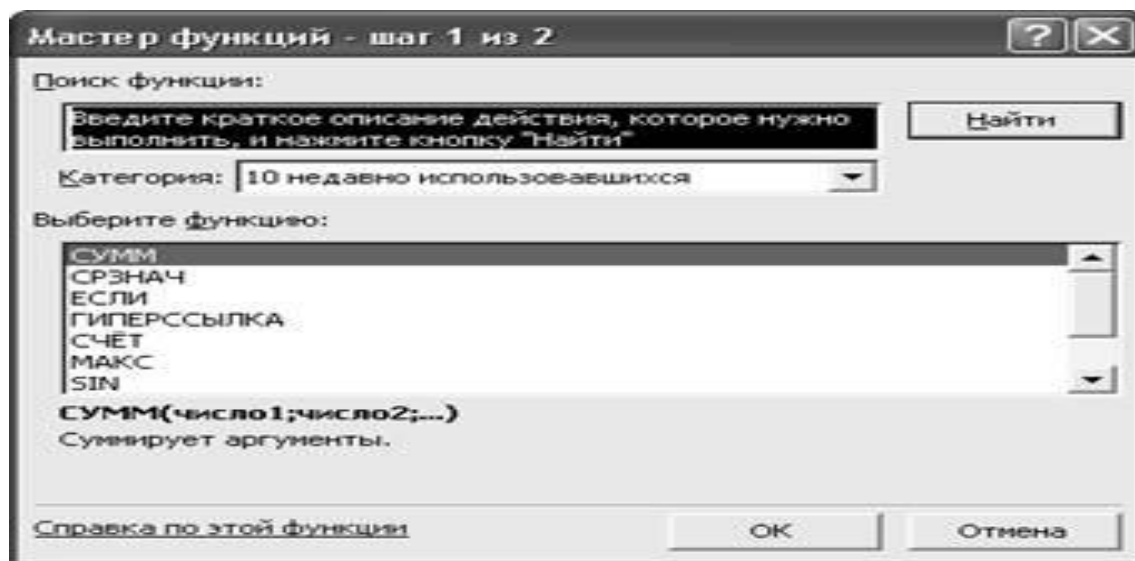 Мастер функций - шаг 1 из 2
Поиск функции:
Введите краткое описание действия, которое нужно
выполнить, и нажмите кнопку "Найти"
Найти
Категория: 10 недавно использовавшихся
Выберите функцию:
СУММ
СРЗНАЧ
ЕСЛИ
ГИПЕРССЫЛКА
СЧЁТ
МАКС
SIN
СУММ(число1;число2;...)
Суммирует аргументы.
Справка по этой функции
ОК
Отмена